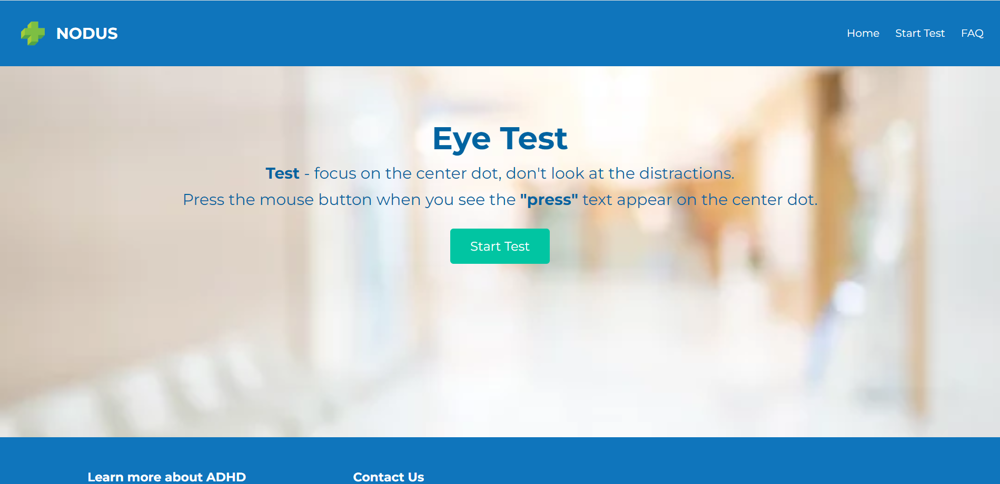 NODUS
Home Start Test FAQ
Eye Test
Test - focus on the center dot, don't look at the distractions.
Press the mouse button when you see the "press" text appear on the center dot.
Start Test
Learn more about ADHD
Contact Us